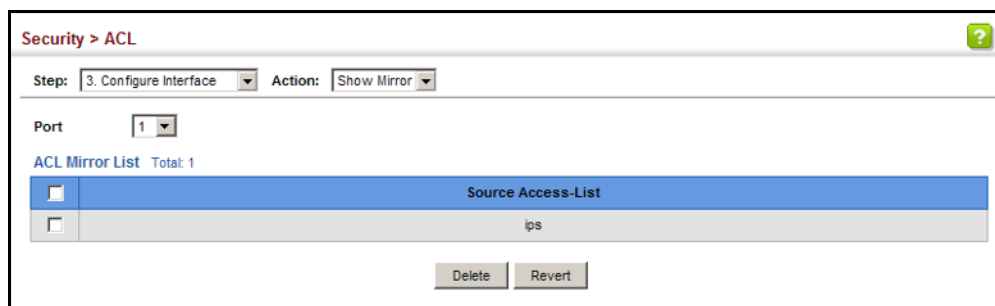 Security > ACL
?
Step: 3. Configure Interface Action: Show Mirror
Port 1
ACL Mirror List Total: 1
Source Access-List
ips
Delete Revert